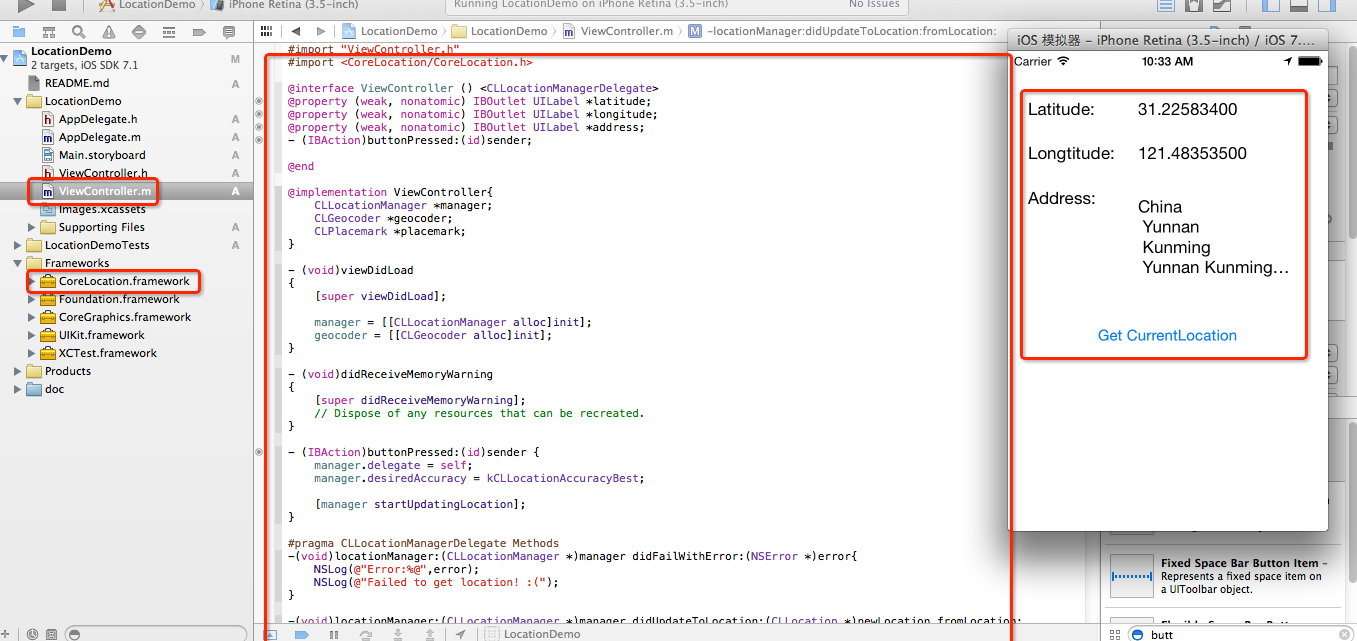 LocationDemo
iPhone Retina (3.5-inch)
Running LocationDemo on iPhone Retina (3.5-inch)
No Issues
LocationDemo
2 targets, iOS SDK 7.1
M
README.md
A
LocationDemo
AppDelegate.h
A
AppDelegate.m
A
Main.storyboard
A
ViewController.h
A
ViewController.m
A
Images.xcassets
Supporting Files
A
LocationDemoTests
A
Frameworks
CoreLocation.framework
Foundation.framework
CoreGraphics.framework
UIKit.framework
XCTest.framework
Products
doc
LocationDemo
LocationDemo
ViewController.m
M
-locationManager:didUpdateToLocation:fromLocation:
#import "ViewController.h"
#import <CoreLocation/CoreLocation.h>
@interface ViewController () <CLLocationManagerDelegate>
@property (weak, nonatomic) IBOutlet UILabel *latitude;
@property (weak, nonatomic) IBOutlet UILabel *longitude;
@property (weak, nonatomic) IBOutlet UILabel *address;
- (IBAction)buttonPressed:(id)sender;
@end
@implementation ViewController{
CLLocationManager *manager;
CLGeocoder *geocoder;
CLPlacemark *placemark;
}
- (void)viewDidLoad
{
[super viewDidLoad];
manager = [[CLLocationManager alloc]init];
geocoder = [[CLGeocoder alloc]init];
}
- (void)didReceiveMemoryWarning
{
[super didReceiveMemoryWarning];
// Dispose of any resources that can be recreated.
}
- (IBAction)buttonPressed:(id)sender {
manager.delegate = self;
manager.desiredAccuracy = kCLLocationAccuracyBest;
[manager startUpdatingLocation];
}
#pragma CLLocationManagerDelegate Methods
-(void)locationManager:(CLLocationManager *)manager didFailWithError:(NSError *)error{
NSLog(@"Error:%@",error);
NSLog(@"Failed to get location! :(");
}
-(void)locationManager:(CLLocationManager *)manager didUpdateToLocation:(CLLocation *)newLocation fromLocation:
LocationDemo
iOS 模拟器 - iPhone Retina (3.5-inch) / iOS 7....
Carrier
10:33 AM
Latitude:
31.22583400
Longtitude:
121.48353500
Address:
China
Yunnan
Kunming
Yunnan Kunming...
Get CurrentLocation
Fixed Space Bar Button Item -
Represents a fixed space item on
a UIToolbar object.
butt